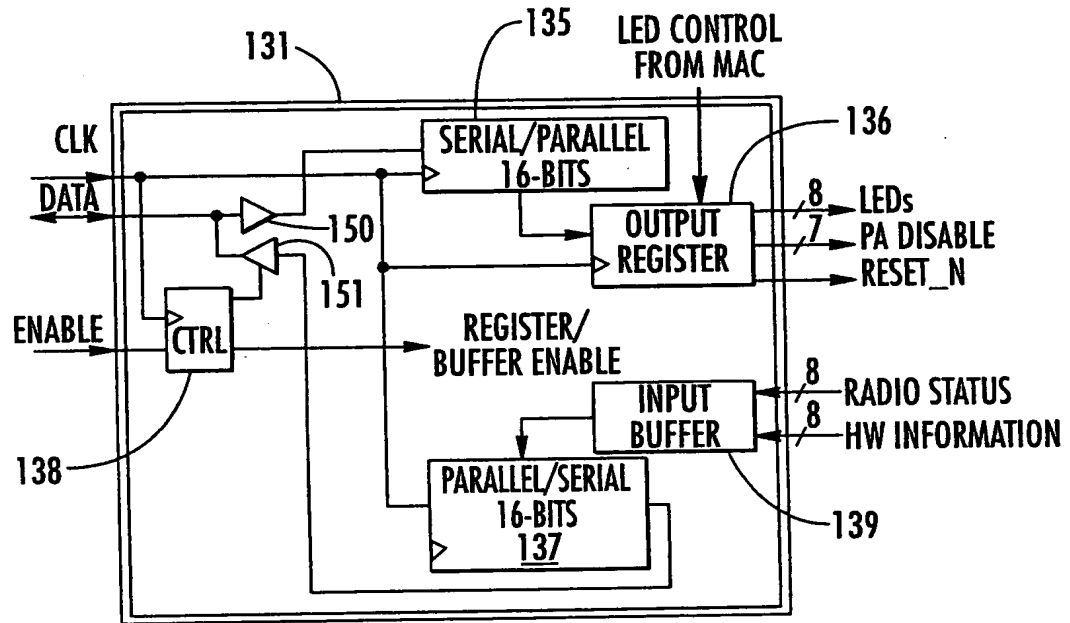 135
LED CONTROL
FROM MAC
131
136
CLK
DATA
SERIAL/PARALLEL
16-BITS
150
151
OUTPUT
REGISTER
8
LEDs
7
PA DISABLE
RESET_N
ENABLE
CTRL
REGISTER/
BUFFER ENABLE
138
INPUT
BUFFER
8
RADIO STATUS
8
HW INFORMATION
PARALLEL/SERIAL
16-BITS
137
139